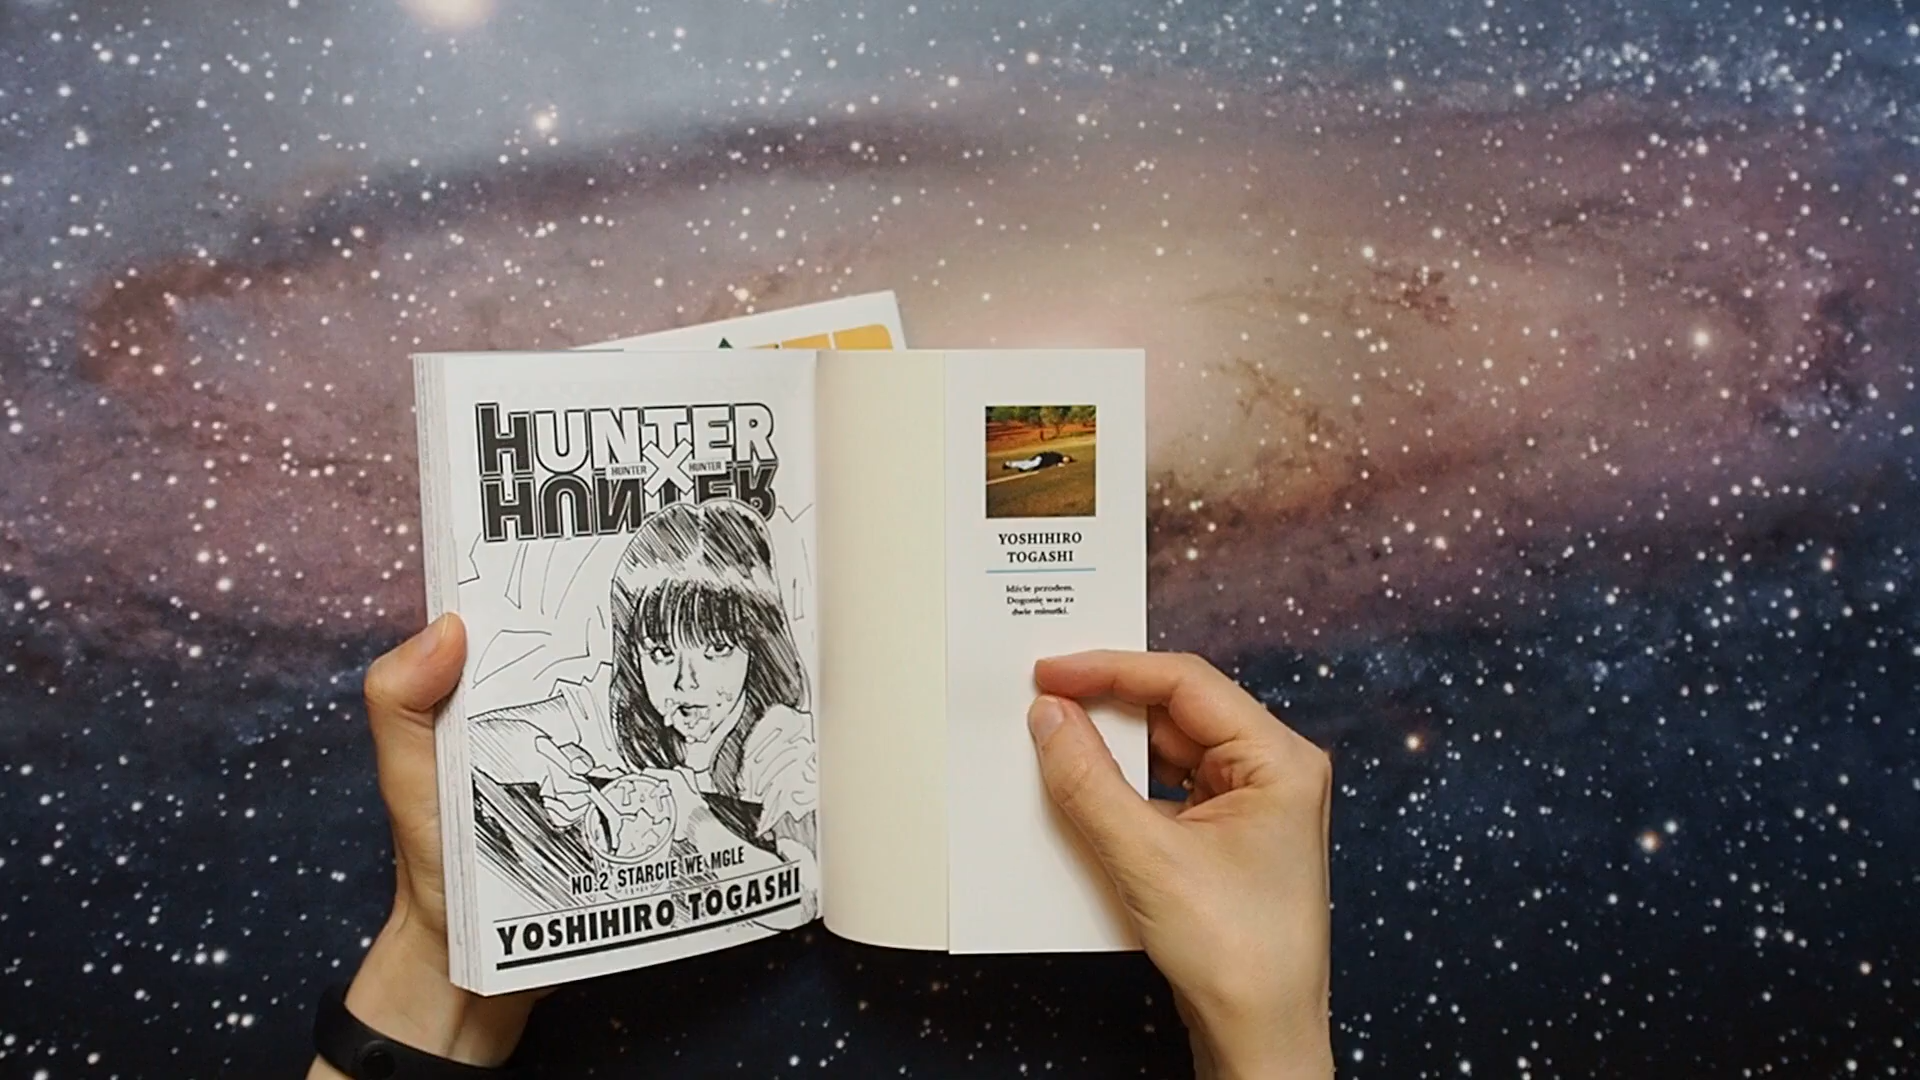 HUNTER
HUNTER X HUNTER
HUNTER
NO.2 STARCIE WE MGLE
YOSHIHIRO TOGASHI
YOSHIHIRO
TOGASHI
Idźcie przodem.
Dogonię was za
dwie minutki.